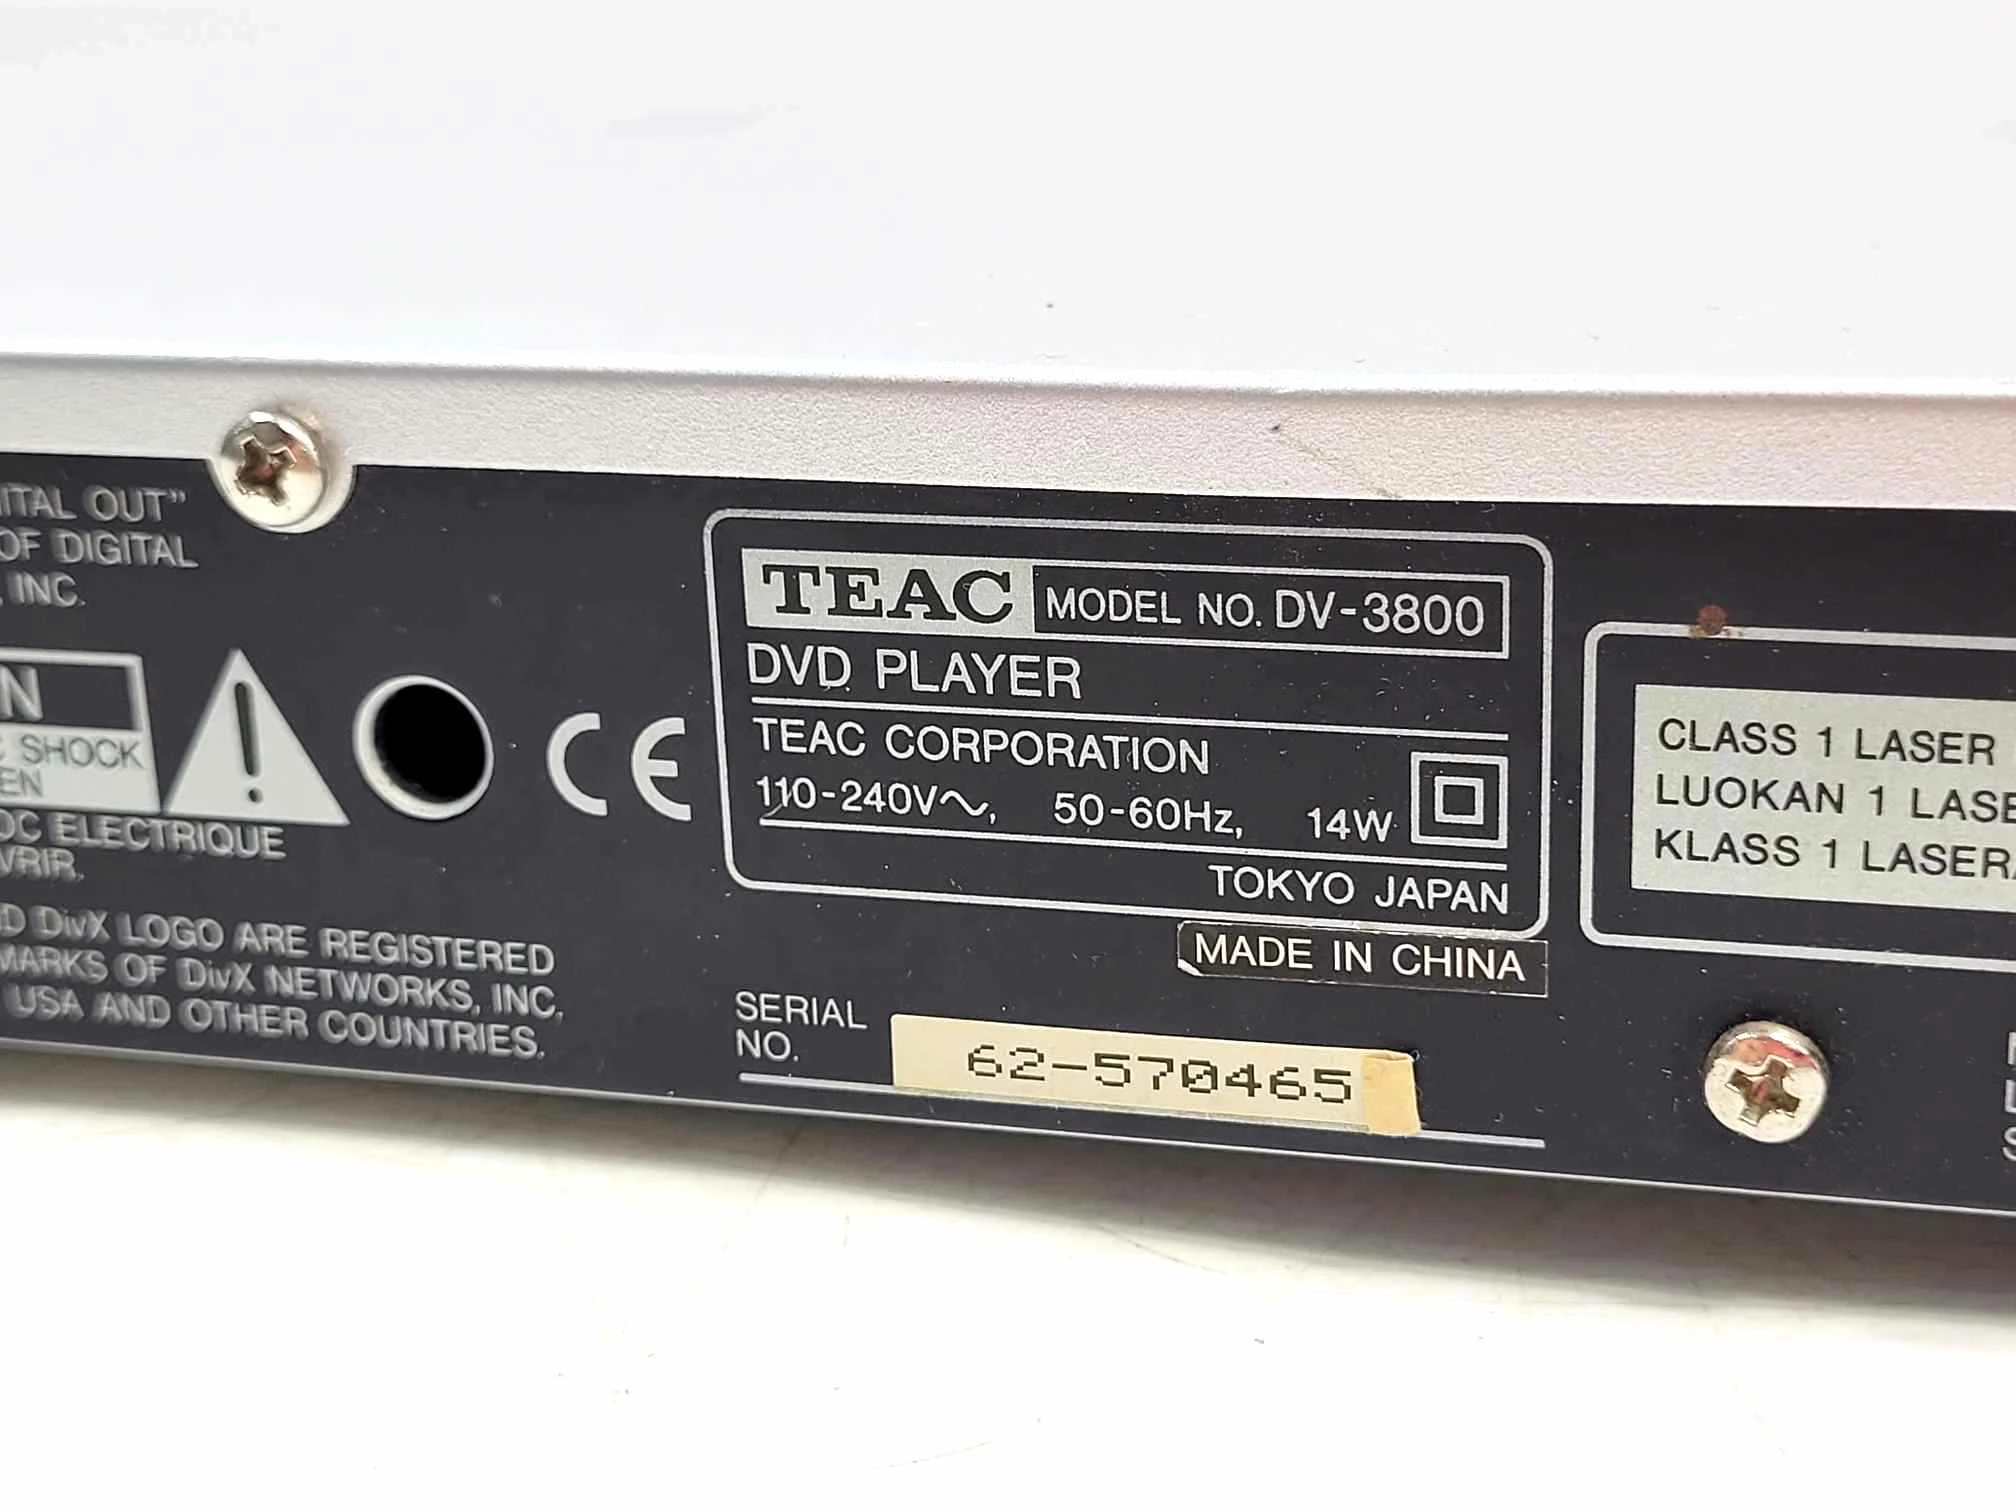 ITAL OUT”
OF DIGITAL
, INC.
N
C SHOCK
EN
OC ELECTRIQUE
VRIR.
D DivX LOGO ARE REGISTERED
MARKS OF DivX NETWORKS, INC.
USA AND OTHER COUNTRIES.
CE
TEAC MODEL NO. DV-3800
DVD PLAYER
TEAC CORPORATION
110-240V～, 50-60Hz, 14W
TOKYO JAPAN
MADE IN CHINA
SERIAL
NO.
62-570465
CLASS 1 LASER
LUOKAN 1 LASE
KLASS 1 LASERA